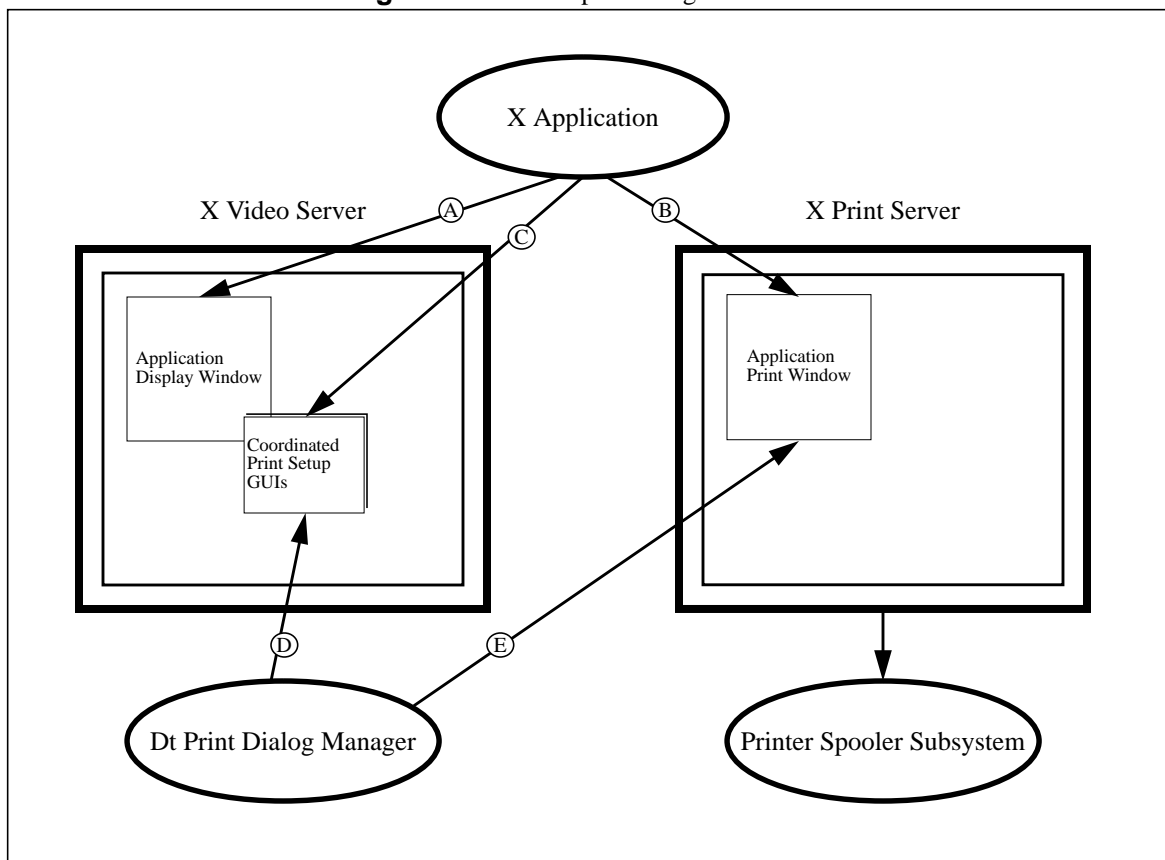 X Application
X Video Server
A
B
X Print Server
C
Application
Display Window
Application
Print Window
Coordinated
Print Setup
GUIs
D
E
Dt Print Dialog Manager
Printer Spooler Subsystem